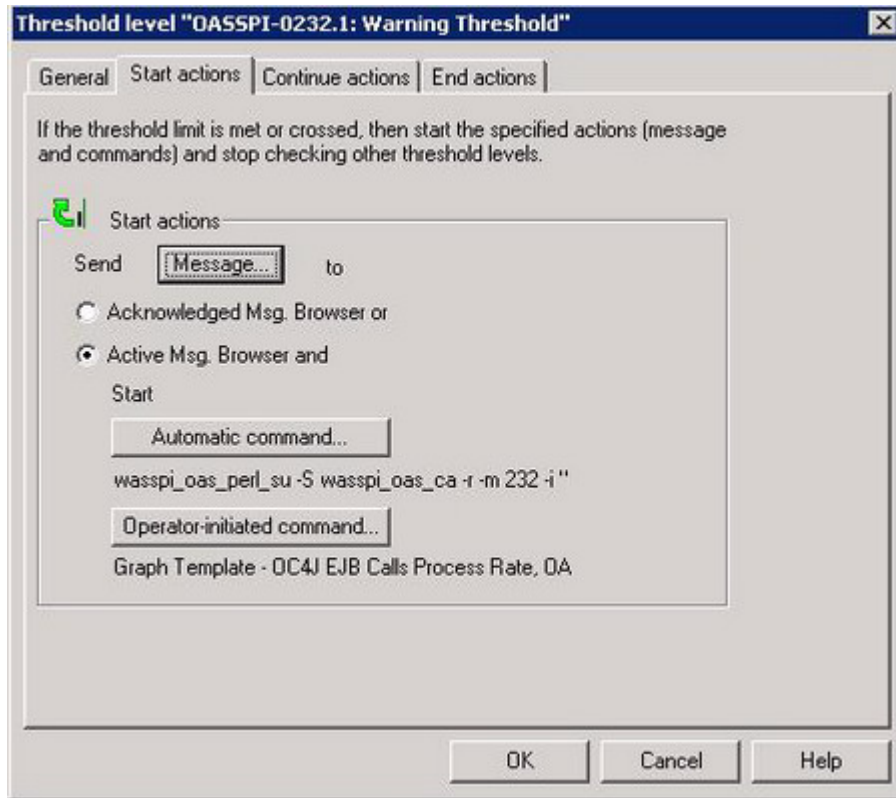 Threshold level "OASSPI-0232.1: Warning Threshold"
General Start actions Continue actions End actions
If the threshold limit is met or crossed, then start the specified actions (message
and commands) and stop checking other threshold levels.
Start actions
Send Message... to
Acknowledged Msg. Browser or
Active Msg. Browser and
Start
Automatic command...
wasspi_oas_perl_su -S wasspi_oas_ca -r -m 232 -i "
Operator-initiated command...
Graph Template - OC4J EJB Calls Process Rate, OA
OK Cancel Help